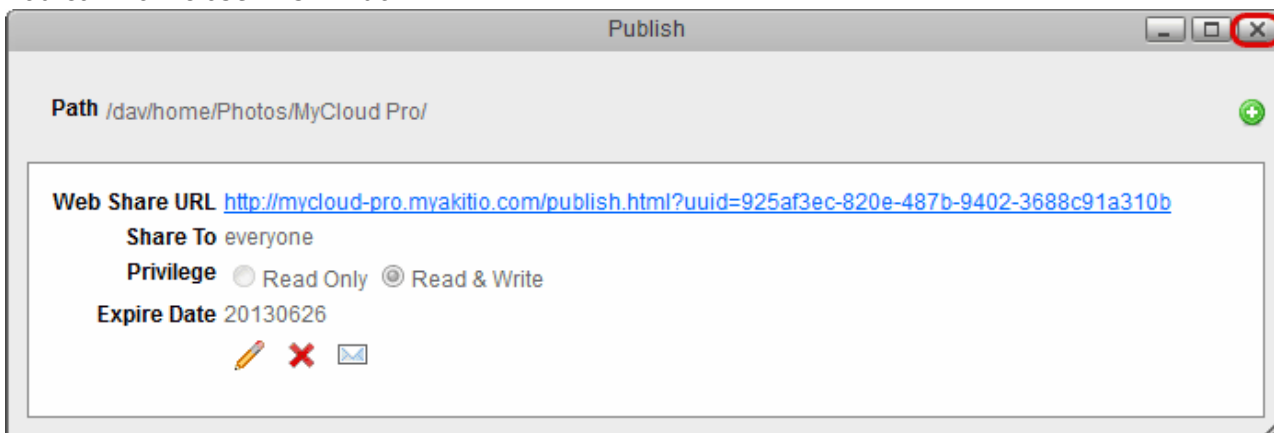 Publish
Path /dav/home/Photos/MyCloud Pro/
Web Share URL http://mycloud-pro.myakitio.com/publish.html?uuid=925af3ec-820e-487b-9402-3688c91a310b
Share To everyone
Privilege Read Only Read & Write
Expire Date 20130626